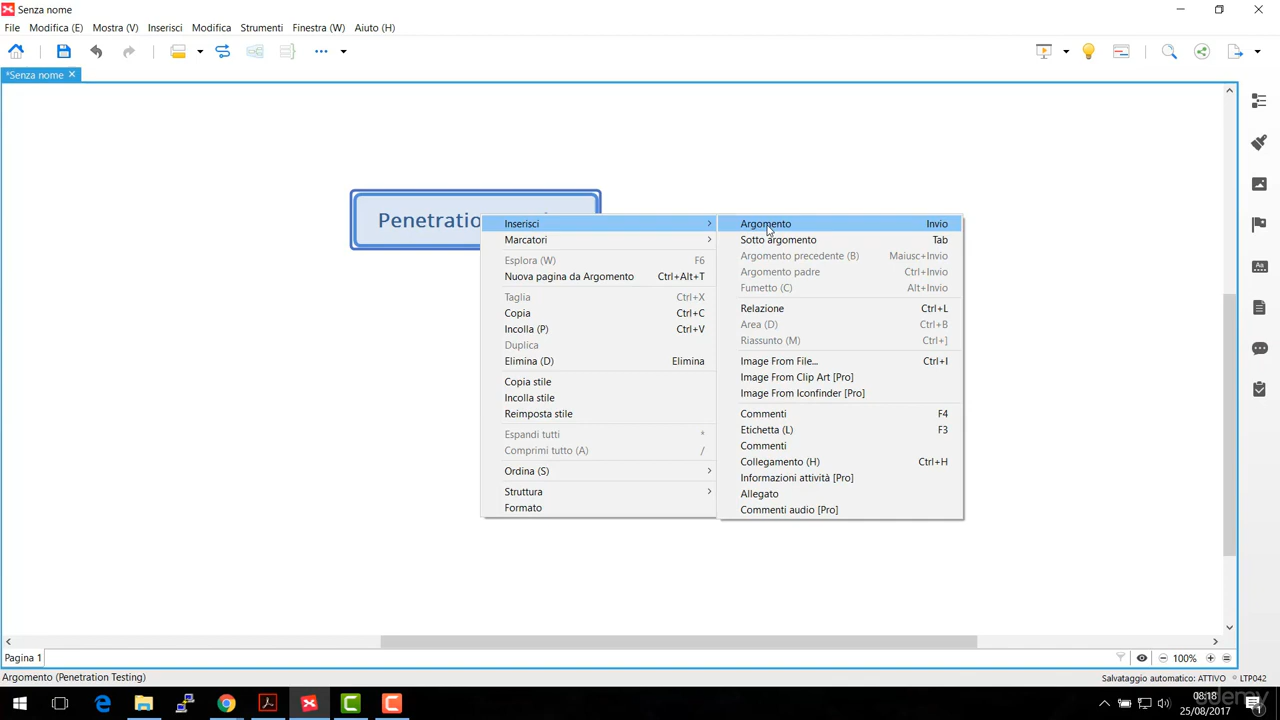 Senza nome
File Modifica (E) Mostra (V) Inserisci Modifica Strumenti Finestra (W) Aiuto (H)
*Senza nome
Penetratio
Inserisci
Marcatori
Esplora (W) F6
Nuova pagina da Argomento Ctrl+Alt+T
Taglia Ctrl+X
Copia Ctrl+C
Incolla (P) Ctrl+V
Duplica
Elimina (D) Elimina
Copia stile
Incolla stile
Reimposta stile
Espandi tutti *
Comprimi tutto (A) /
Ordina (S)
Struttura
Formato
Argomento Invio
Sotto argomento Tab
Argomento precedente (B) Maiusc+Invio
Argomento padre Ctrl+Invio
Fumetto (C) Alt+Invio
Relazione Ctrl+L
Area (D) Ctrl+B
Riassunto (M) Ctrl+]
Image From File... Ctrl+I
Image From Clip Art [Pro]
Image From Iconfinder [Pro]
Commenti F4
Etichetta (L) F3
Commenti
Collegamento (H) Ctrl+H
Informazioni attività [Pro]
Allegato
Commenti audio [Pro]
Pagina 1
100%
Argomento (Penetration Testing)
Salvataggio automatico: ATTIVO LTP042
08:18
25/08/2017
udemy